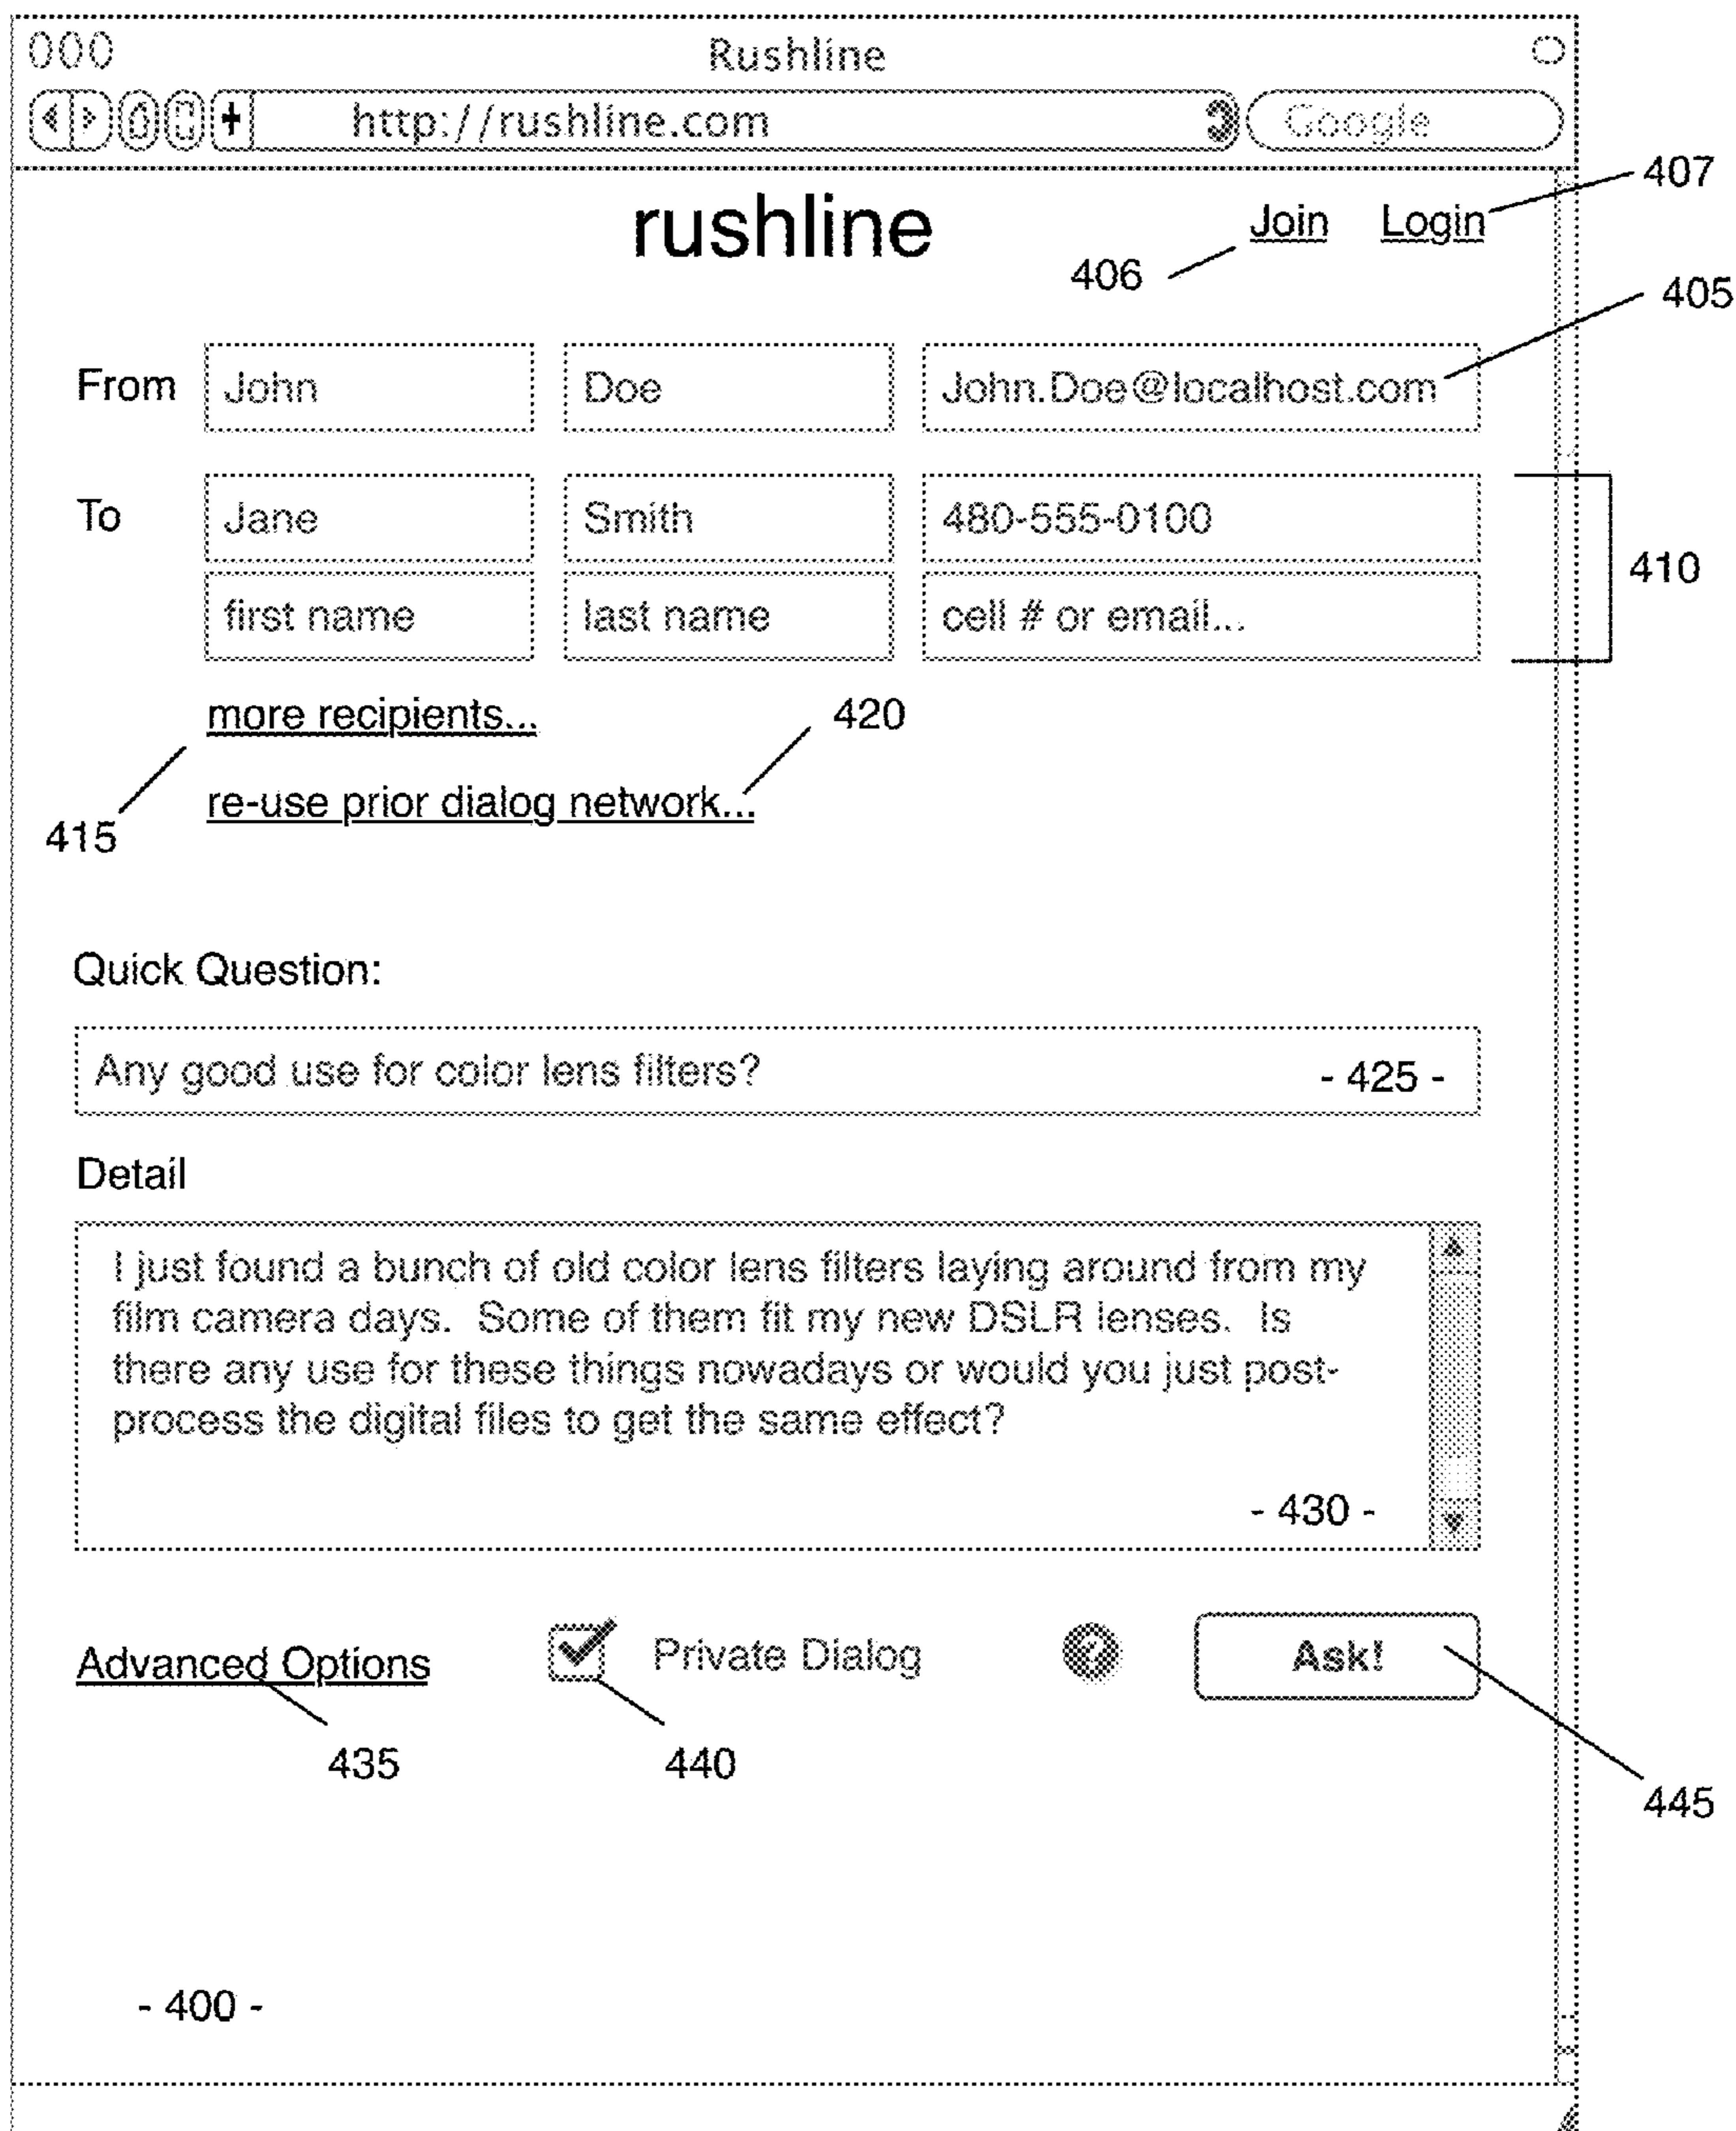 000 Rushline
http://rushline.com Google
407
rushline Join Login
406
405
From John Doe John.Doe@localhost.com
To Jane Smith 480-555-0100
410
first name last name cell # or email...
more recipients... 420
re-use prior dialog network...
415
Quick Question:
Any good use for color lens filters? - 425 -
Detail
I just found a bunch of old color lens filters laying around from my
film camera days. Some of them fit my new DSLR lenses. Is
there any use for these things nowadays or would you just post-
process the digital files to get the same effect?
- 430 -
Advanced Options Private Dialog ? Ask!
435 440
445
- 400 -